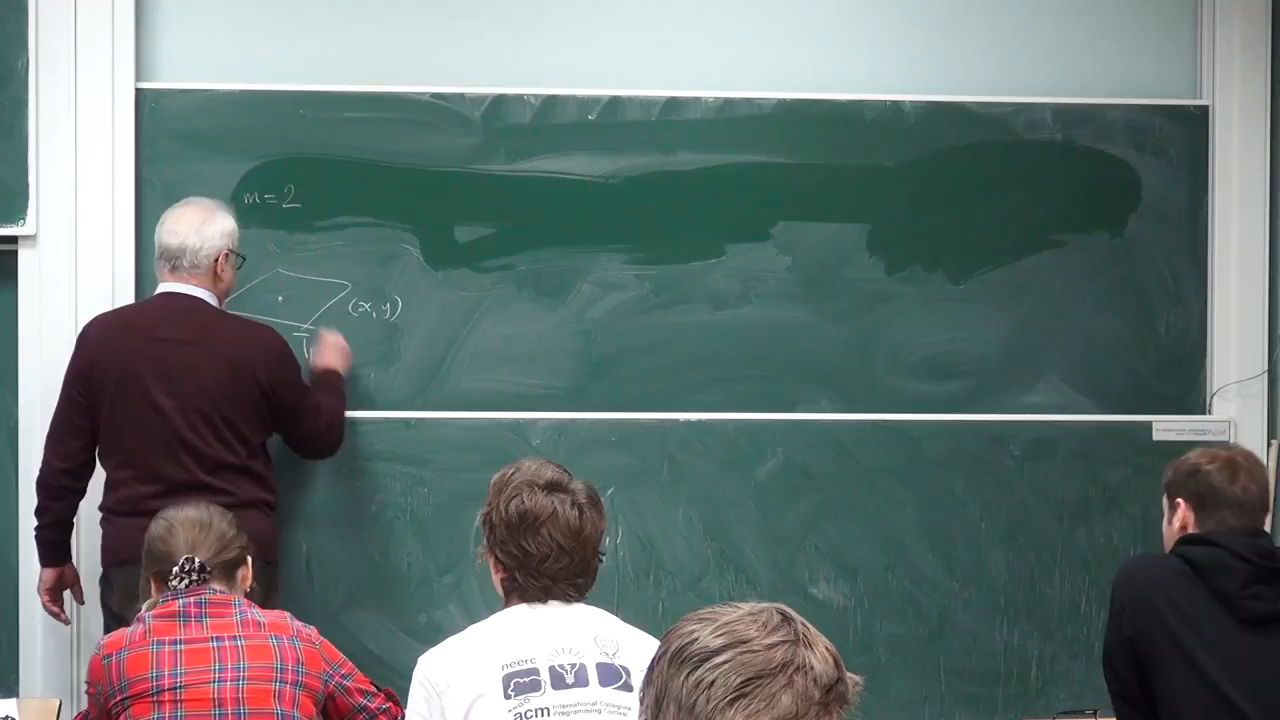 m = 2
(x, y)
neerc
acm International Collegiate
Programming Contest